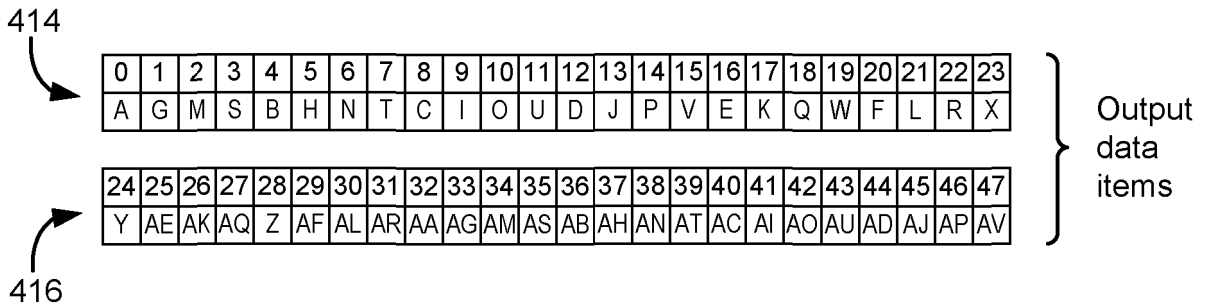 414
0 1 2 3 4 5 6 7 8 9 10 11 12 13 14 15 16 17 18 19 20 21 22 23
A G M S B H N T C I O U D J P V E K Q W F L R X
Output
data
items
24 25 26 27 28 29 30 31 32 33 34 35 36 37 38 39 40 41 42 43 44 45 46 47
Y AE AK AQ Z AF AL AR AA AG AM AS AB AH AN AT AC AI AO AU AD AJ AP AV
416